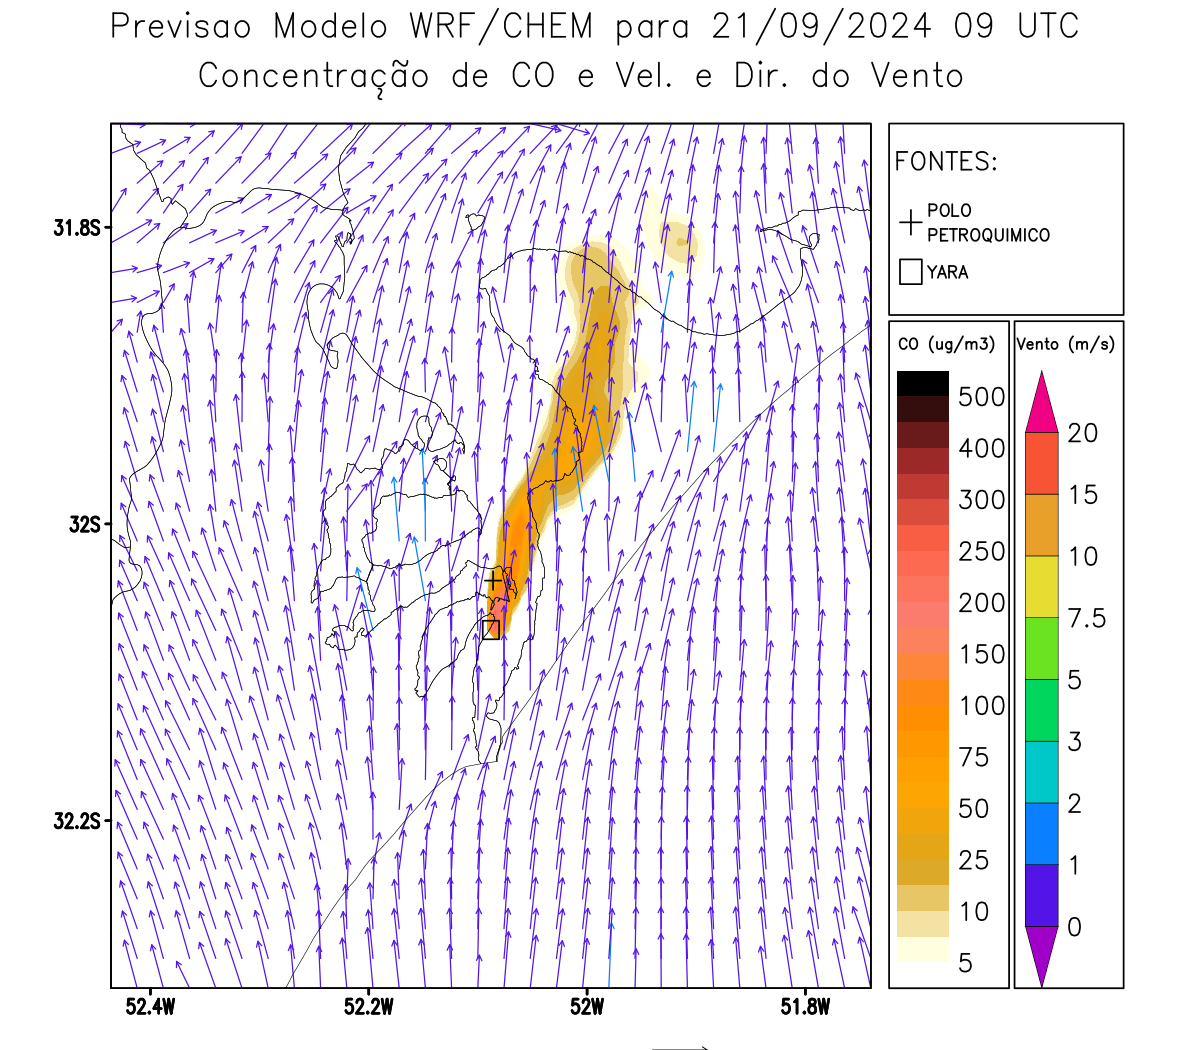 Previsao Modelo WRF/CHEM para 21/09/2024 09 UTC
Concentração de CO e Vel. e Dir. do Vento
FONTES:
POLO
PETROQUIMICO
YARA
CO (ug/m3)
500
400
300
250
200
150
100
75
50
25
10
5
Vento (m/s)
20
15
10
7.5
5
3
2
1
0
31.8S
32S
32.2S
52.4W
52.2W
52W
51.8W